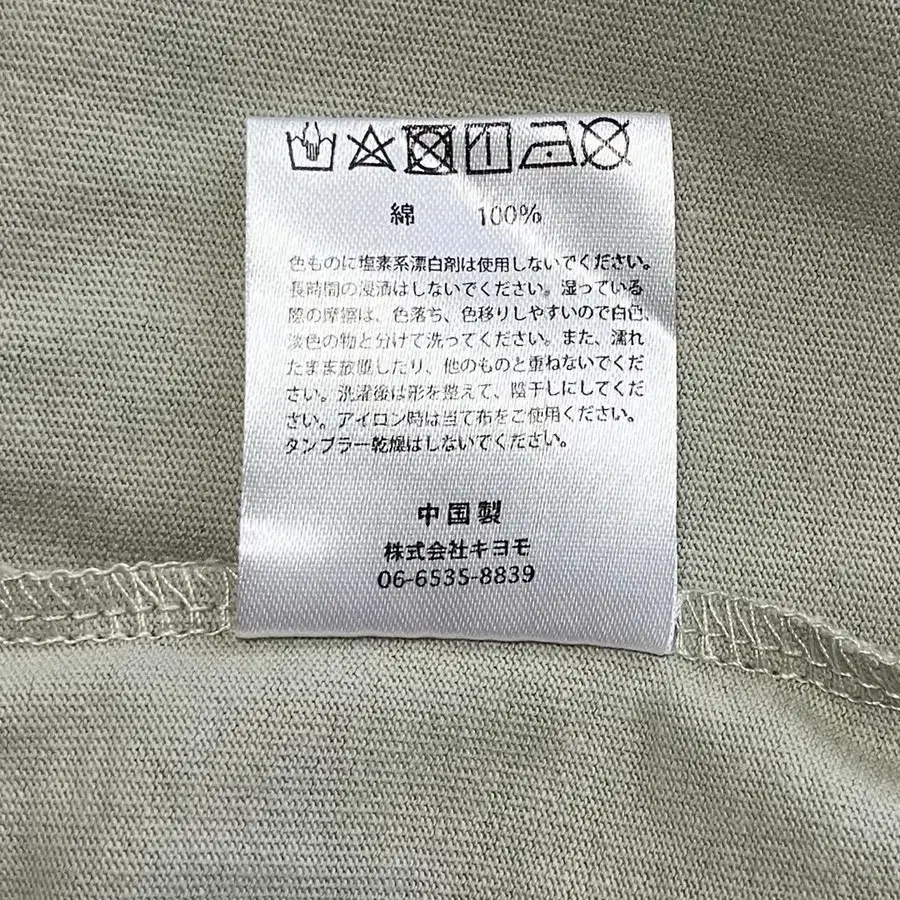 綿 100%
色ものに塩素系漂白剤は使用しないでください。
長時間の浸漬はしないでください。湿っている
際の摩擦は、色落ち、色移りしやすいので白色、
淡色の物と分けて洗ってください。また、濡れ
たまま放置したり、他のものと重ねないでくだ
さい。洗濯後は形を整えて、陰干しにしてくだ
さい。アイロン時は当て布をご使用ください。
タンブラー乾燥はしないでください。
中国製
株式会社キヨモ
06-6535-8839